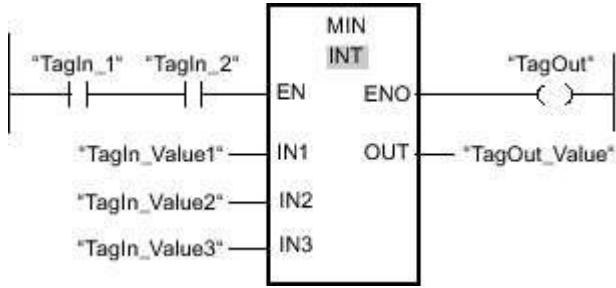 MIN
INT
"TagIn_1" "TagIn_2" "TagOut"
EN ENO
"TagIn_Value1" IN1 OUT "TagOut_Value"
"TagIn_Value2" IN2
"TagIn_Value3" IN3